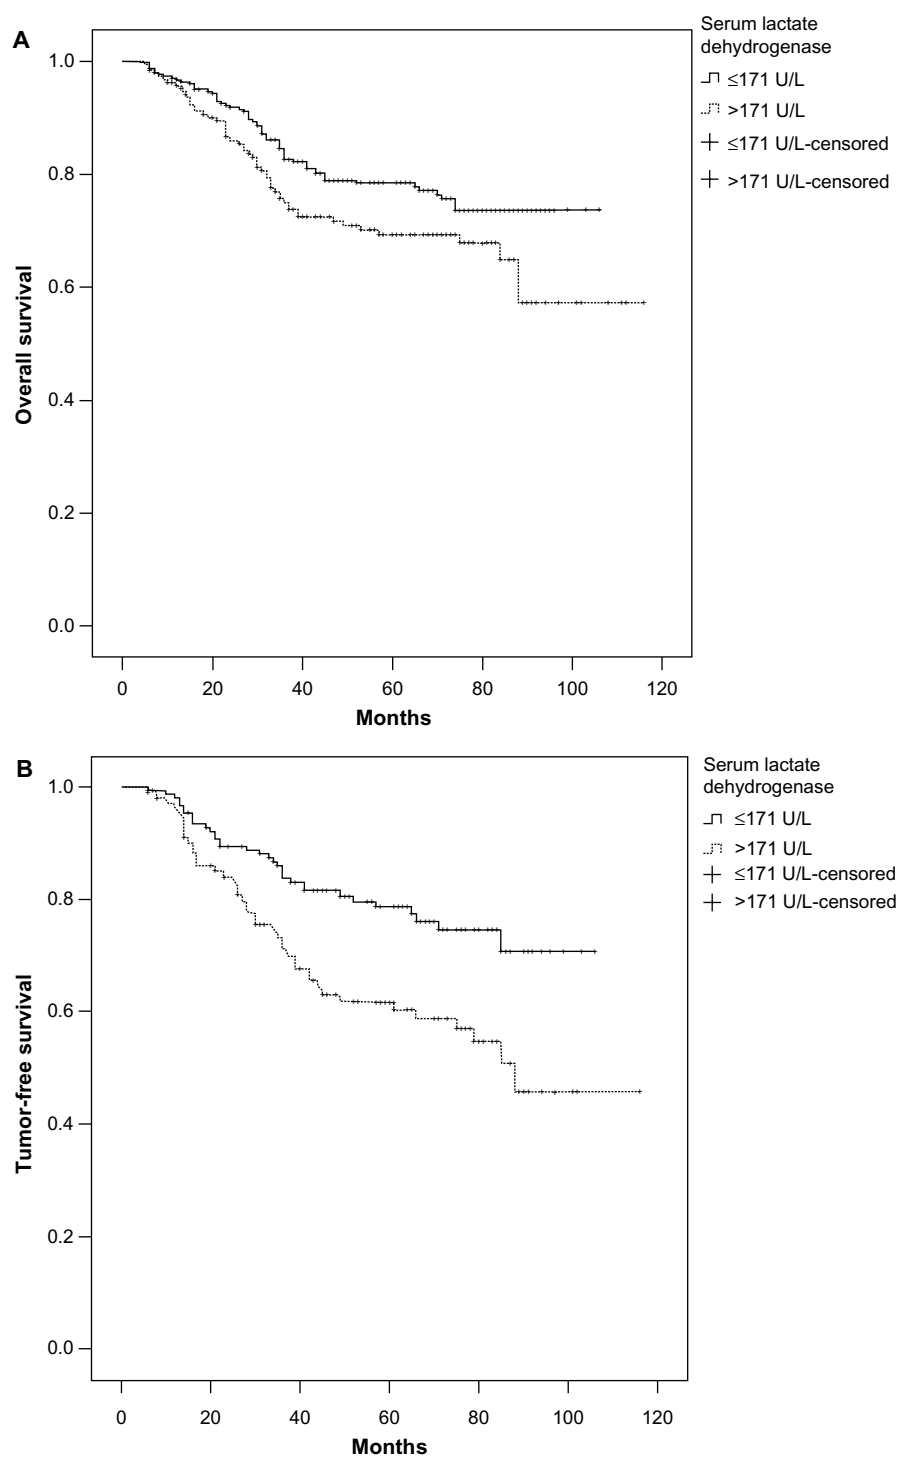 A
Serum lactate
dehydrogenase
≤171 U/L
>171 U/L
≤171 U/L-censored
>171 U/L-censored
1.0
0.8
0.6
0.4
0.2
0.0
Overall survival
0 20 40 60 80 100 120
Months
B
Serum lactate
dehydrogenase
≤171 U/L
>171 U/L
≤171 U/L-censored
>171 U/L-censored
1.0
0.8
0.6
0.4
0.2
0.0
Tumor-free survival
0 20 40 60 80 100 120
Months